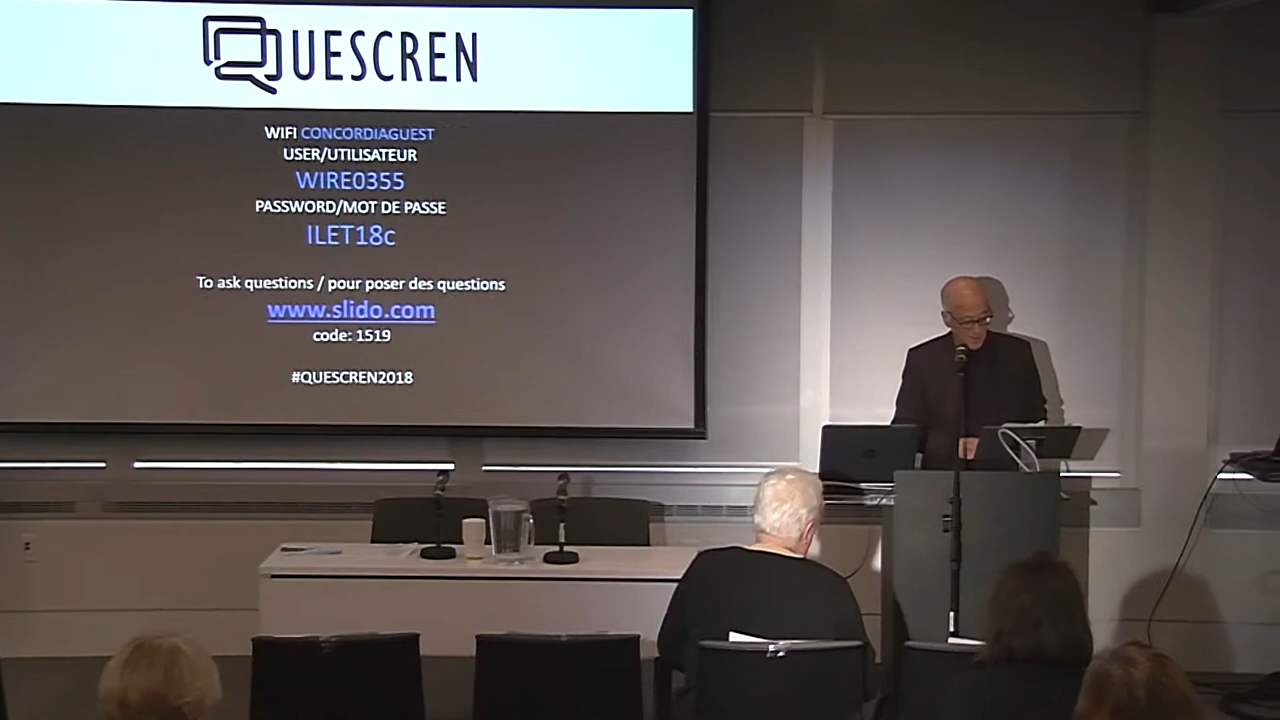 QUESCREN
WIFI CONCORDIAGUEST
USER/UTILISATEUR
WIRE0355
PASSWORD/MOT DE PASSE
ILET18c
To ask questions / pour poser des questions
www.slido.com
code: 1519
#QUESCREN2018